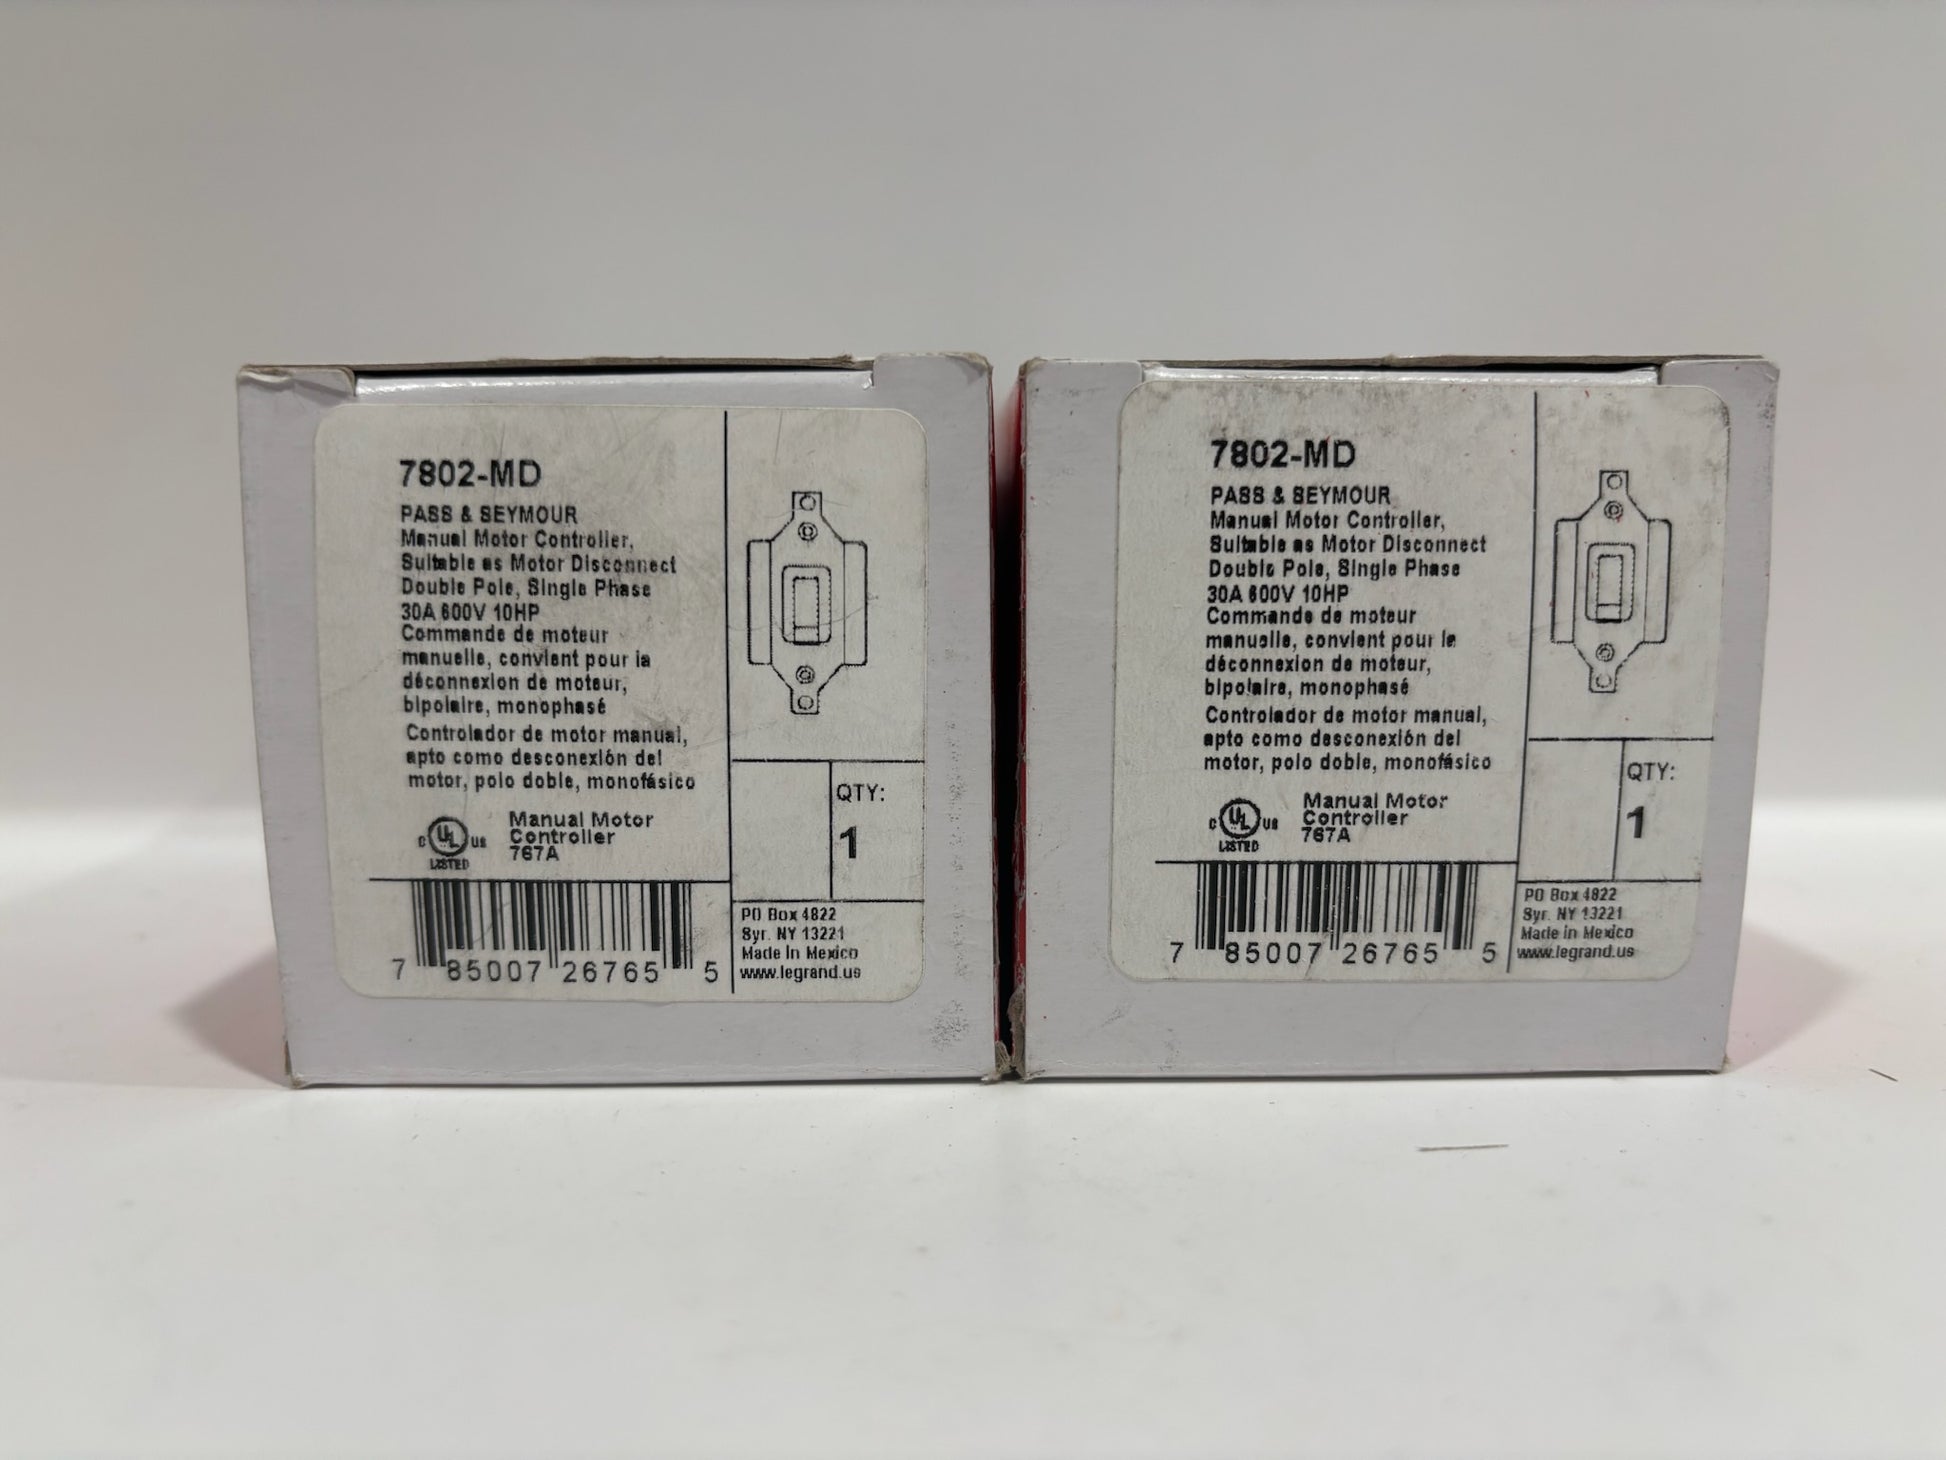 7802-MD
PASS & SEYMOUR
Manual Motor Controller,
Suitable as Motor Disconnect
Double Pole, Single Phase
30A 600V 10HP
Commande de moteur
manuelle, convient pour la
déconnexion de moteur,
bipolaire, monophasé
Controlador de motor manual,
apto como desconexión del
motor, polo doble, monofásico
C UL US
LISTED
Manual Motor
Controller
767A
QTY:
1
7 85007 26765 5
PO Box 4822
Syr. NY 13221
Made In Mexico
www.legrand.us
7802-MD
PASS & SEYMOUR
Manual Motor Controller,
Suitable as Motor Disconnect
Double Pole, Single Phase
30A 600V 10HP
Commande de moteur
manuelle, convient pour la
déconnexion de moteur,
bipolaire, monophasé
Controlador de motor manual,
apto como desconexión del
motor, polo doble, monofásico
C UL US
LISTED
Manual Motor
Controller
767A
QTY:
1
7 85007 26765 5
PO Box 4822
Syr. NY 13221
Made In Mexico
www.legrand.us